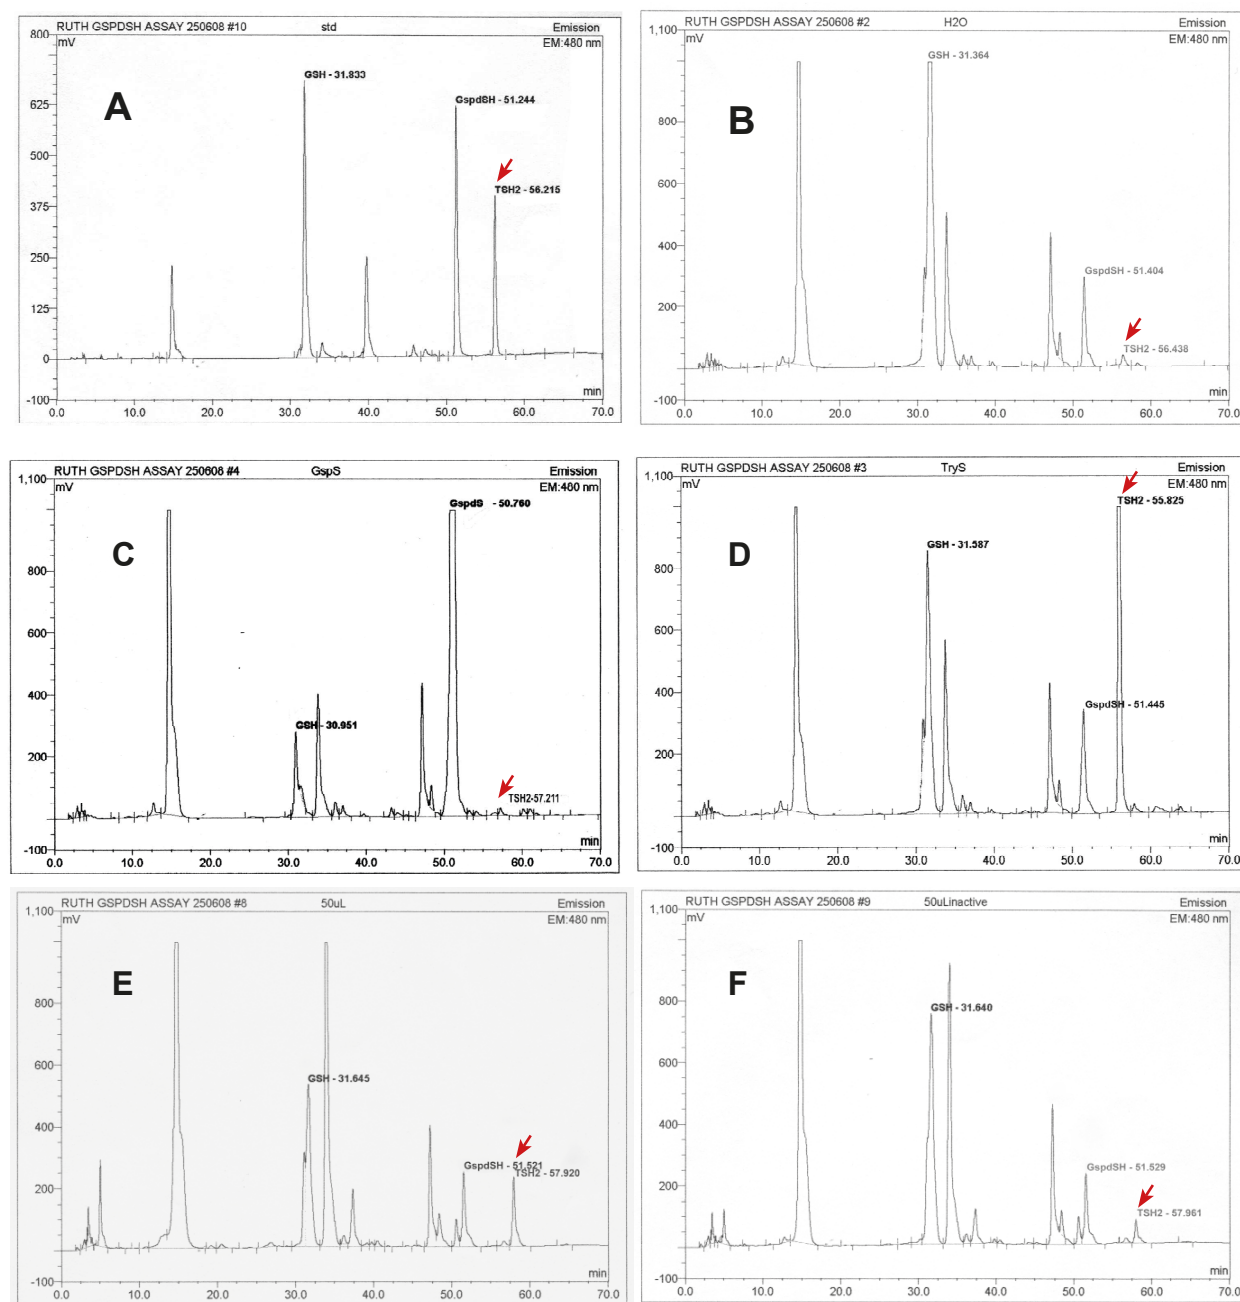 RUTH GSPDSH ASSAY 250608 #10 std Emission
800 mV EM:480 nm
A
GSH - 31.833
GspdSH - 51.244
TSH2 - 56.215
625
500
375
250
125
0
-100
min
0.0 10.0 20.0 30.0 40.0 50.0 60.0 70.0
RUTH GSPDSH ASSAY 250608 #2 H2O Emission
1,100 mV EM:480 nm
B
GSH - 31.364
GspdSH - 51.404
TSH2 - 56.438
800
600
400
200
-100
min
0.0 10.0 20.0 30.0 40.0 50.0 60.0 70.0
RUTH GSPDSH ASSAY 250608 #4 GspS Emission
1,100 mV EM:480 nm
C
GspdS - 50.760
GSH - 30.951
TSH2-57.211
800
600
400
200
-100
min
0.0 10.0 20.0 30.0 40.0 50.0 60.0 70.0
RUTH GSPDSH ASSAY 250608 #3 TryS Emission
1,100 mV EM:480 nm
D
TSH2 - 55.825
GSH - 31.587
GspdSH - 51.445
800
600
400
200
-100
min
0.0 10.0 20.0 30.0 40.0 50.0 60.0 70.0
RUTH GSPDSH ASSAY 250608 #8 50uL Emission
1,100 mV EM:480 nm
E
GSH - 31.645
GspdSH - 51.521
TSH2 - 57.920
800
600
400
200
-100
min
0.0 10.0 20.0 30.0 40.0 50.0 60.0 70.0
RUTH GSPDSH ASSAY 250608 #9 50uLinactive Emission
1,100 mV EM:480 nm
F
GSH - 31.640
GspdSH - 51.529
TSH2 - 57.961
800
600
400
200
-100
min
0.0 10.0 20.0 30.0 40.0 50.0 60.0 70.0